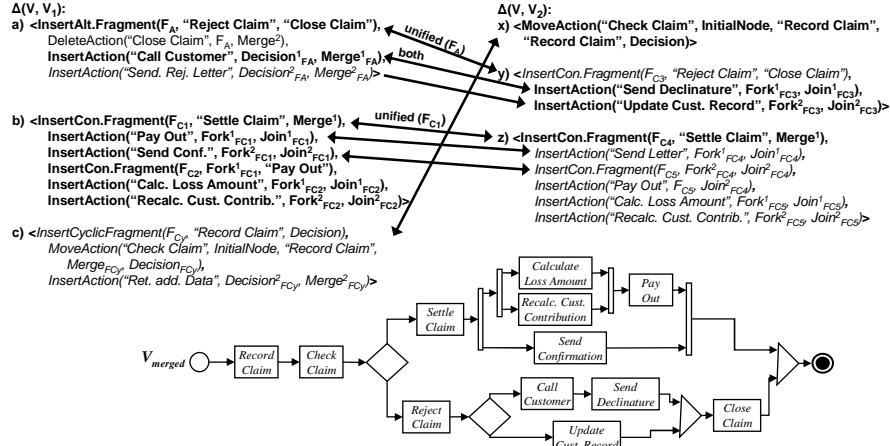 Δ(V, V1):
a) <InsertAlt.Fragment(FA, "Reject Claim", "Close Claim"),
DeleteAction("Close Claim", FA, Merge2),
InsertAction("Call Customer", Decision1FA, Merge1FA),
InsertAction("Send. Rej. Letter", Decision2FA, Merge2FA)>
b) <InsertCon.Fragment(FC1, "Settle Claim", Merge1),
InsertAction("Pay Out", Fork1FC1, Join1FC1),
InsertAction("Send Conf.", Fork2FC1, Join2FC1),
InsertCon.Fragment(FC2, Fork1FC1, "Pay Out"),
InsertAction("Calc. Loss Amount", Fork1FC2, Join1FC2),
InsertAction("Recalc. Cust. Contrib.", Fork2FC2, Join2FC2)>
c) <InsertCyclicFragment(FCy, "Record Claim", Decision),
MoveAction("Check Claim", InitialNode, "Record Claim",
MergeFCy, DecisionFCy),
InsertAction("Ret. add. Data", Decision2FCy, Merge2FCy)>
unified (FA)
both
unified (FC1)
Δ(V, V2):
x) <MoveAction("Check Claim", InitialNode, "Record Claim",
"Record Claim", Decision)>
y) <InsertCon.Fragment(FC3, "Reject Claim", "Close Claim"),
InsertAction("Send Declinature", Fork1FC3, Join1FC3),
InsertAction("Update Cust. Record", Fork2FC3, Join2FC3)>
z) <InsertCon.Fragment(FC4, "Settle Claim", Merge1),
InsertAction("Send Letter", Fork1FC4, Join1FC4),
InsertCon.Fragment(FC5, Fork2FC4, Join2FC4),
InsertAction("Pay Out", FC5, Join2FC4),
InsertAction("Calc. Loss Amount", Fork1FC5, Join1FC5),
InsertAction("Recalc. Cust. Contrib.", Fork2FC5, Join2FC5)>
Vmerged
Record
Claim
Check
Claim
Settle
Claim
Calculate
Loss Amount
Recalc. Cust.
Contribution
Pay
Out
Send
Confirmation
Reject
Claim
Call
Customer
Send
Declinature
Update
Cust. Record
Close
Claim